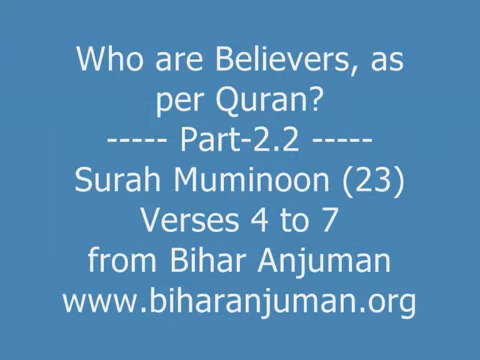 Who are Believers, as
per Quran?
----- Part-2.2 -----
Surah Muminoon (23)
Verses 4 to 7
from Bihar Anjuman
www.biharanjuman.org